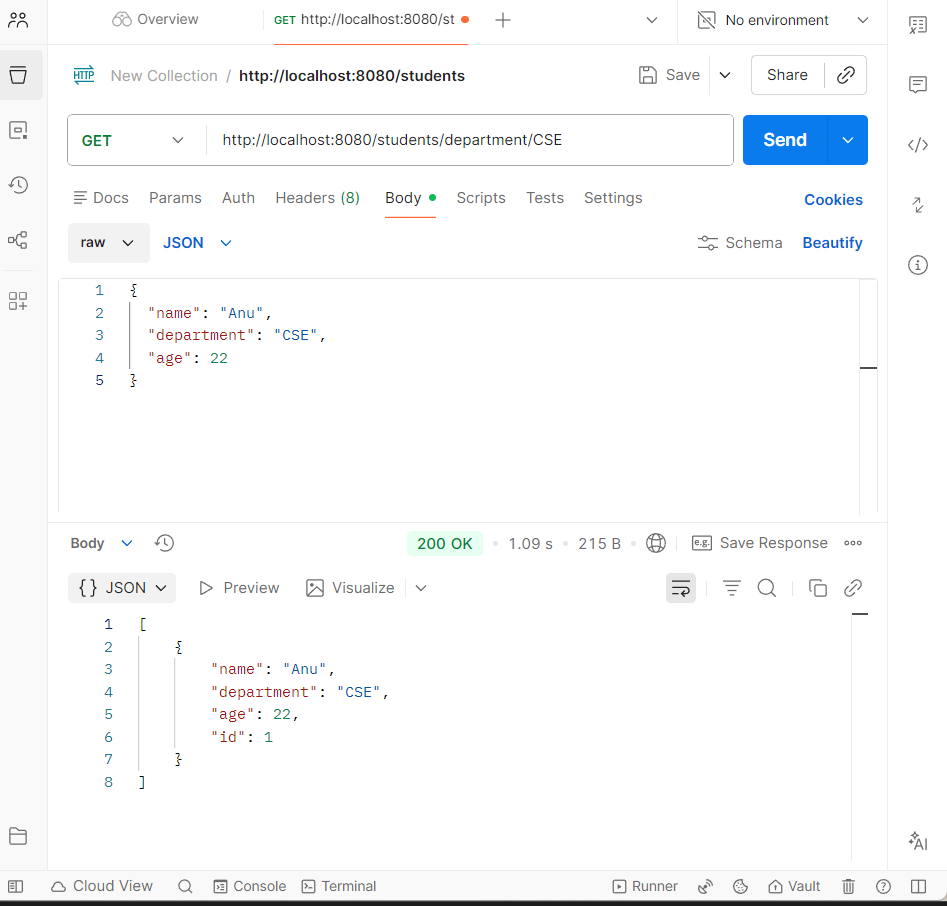 Overview
GET http://localhost:8080/st
No environment
HTTP New Collection / http://localhost:8080/students
Save
Share
GET
http://localhost:8080/students/department/CSE
Send
Docs Params Auth Headers (8) Body Scripts Tests Settings
Cookies
raw JSON
Schema Beautify
1 {
2 "name": "Anu",
3 "department": "CSE",
4 "age": 22
5 }
Body
200 OK • 1.09 s • 215 B •
e.g. Save Response
{} JSON Preview Visualize
1 [
2 {
3 "name": "Anu",
4 "department": "CSE",
5 "age": 22,
6 "id": 1
7 }
8 ]
AI
Cloud View Console Terminal
Runner Vault